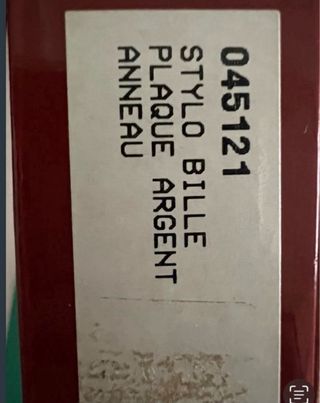 045121
STYLO BILLE
PLAQUE ARGENT
ANNEAU